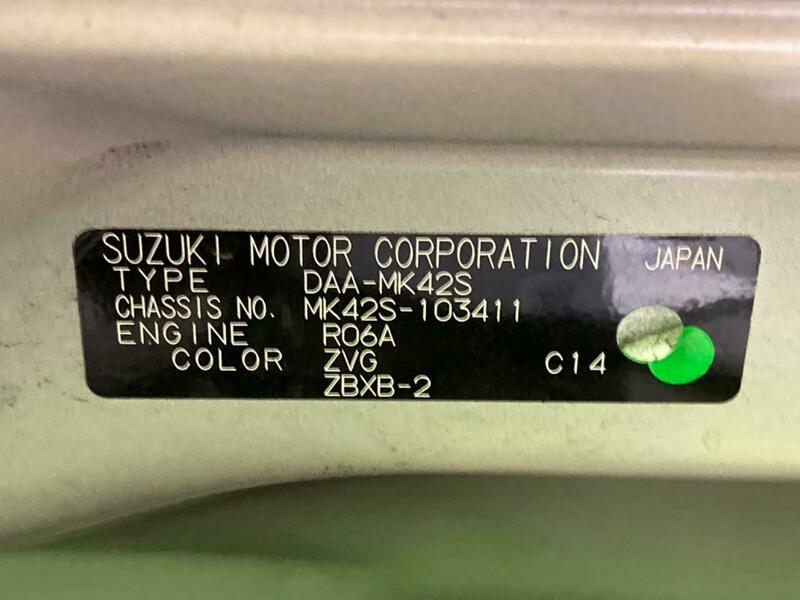 SUZUKI MOTOR CORPORATION JAPAN
TYPE DAA-MK42S
CHASSIS NO. MK42S-103411
ENGINE R06A
COLOR ZVG C14
ZBXB-2